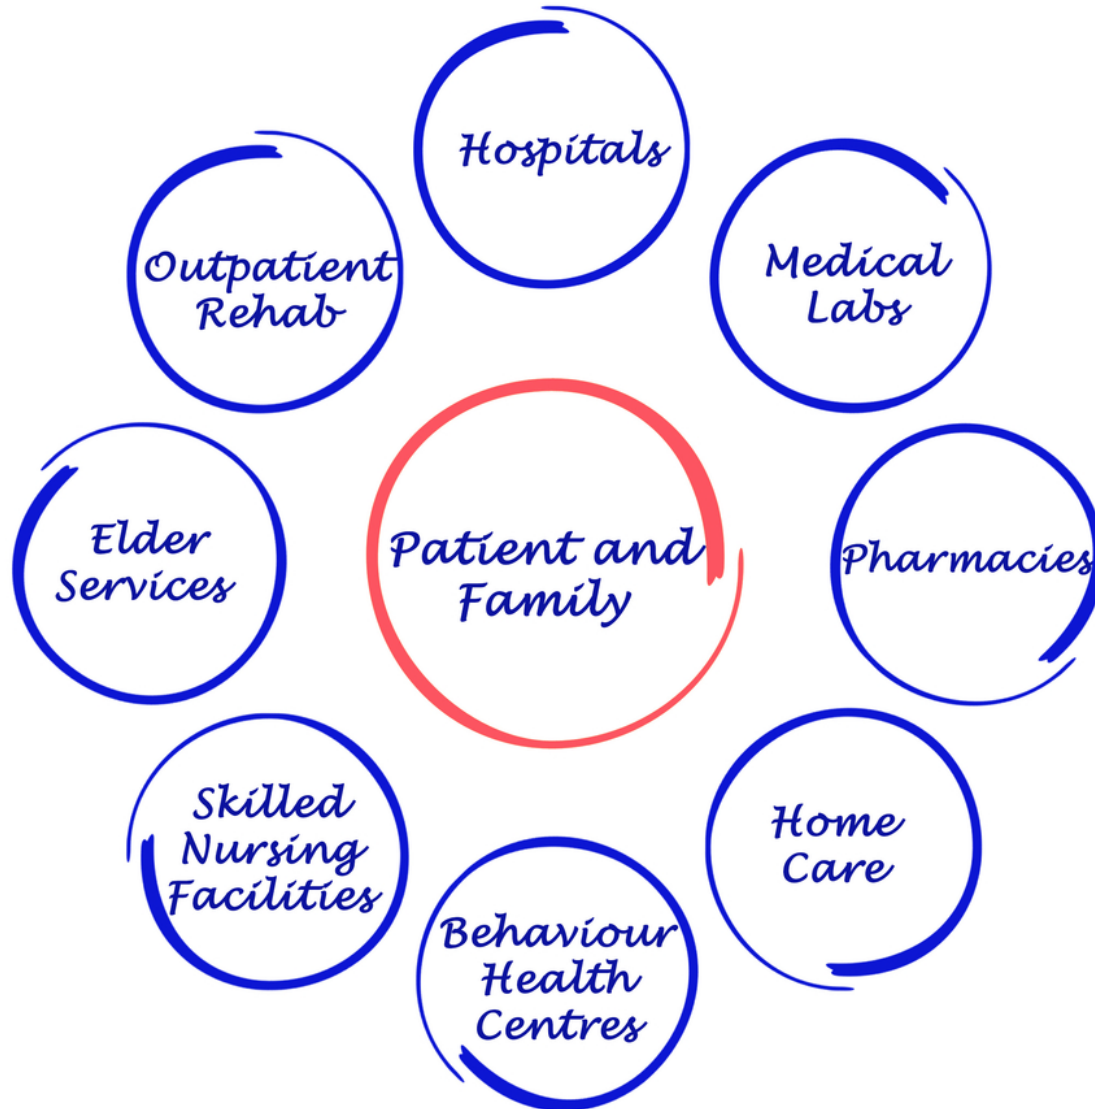 Hospitals
Outpatient
Rehab
Medical
Labs
Elder
Services
Patient and
Family
Pharmacies
Skilled
Nursing
Facilities
Home
Care
Behaviour
Health
Centres